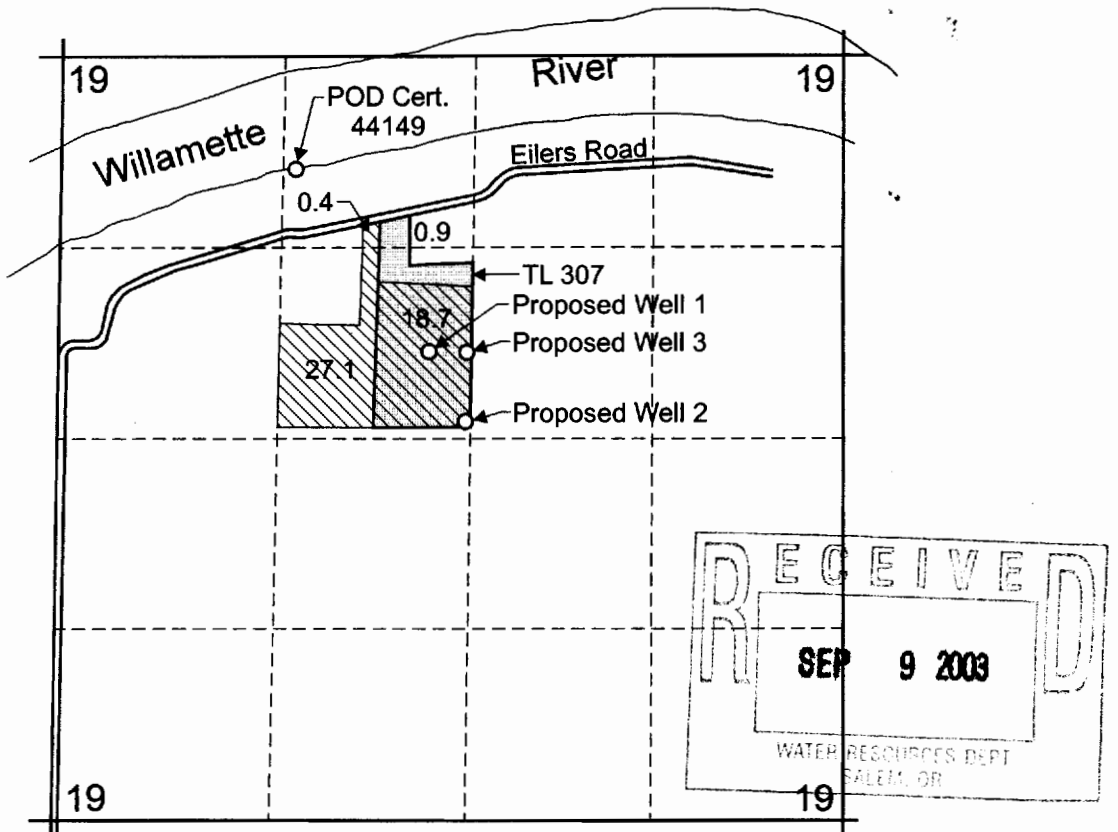 19
River
19
POD Cert.
44149
Willamette
Eilers Road
0.4
0.9
TL 307
Proposed Well 1
18.7
Proposed Well 3
27.1
Proposed Well 2
RECEIVED
SEP 9 2003
WATER RESOURCES DEPT
SALEM, OR
19
19